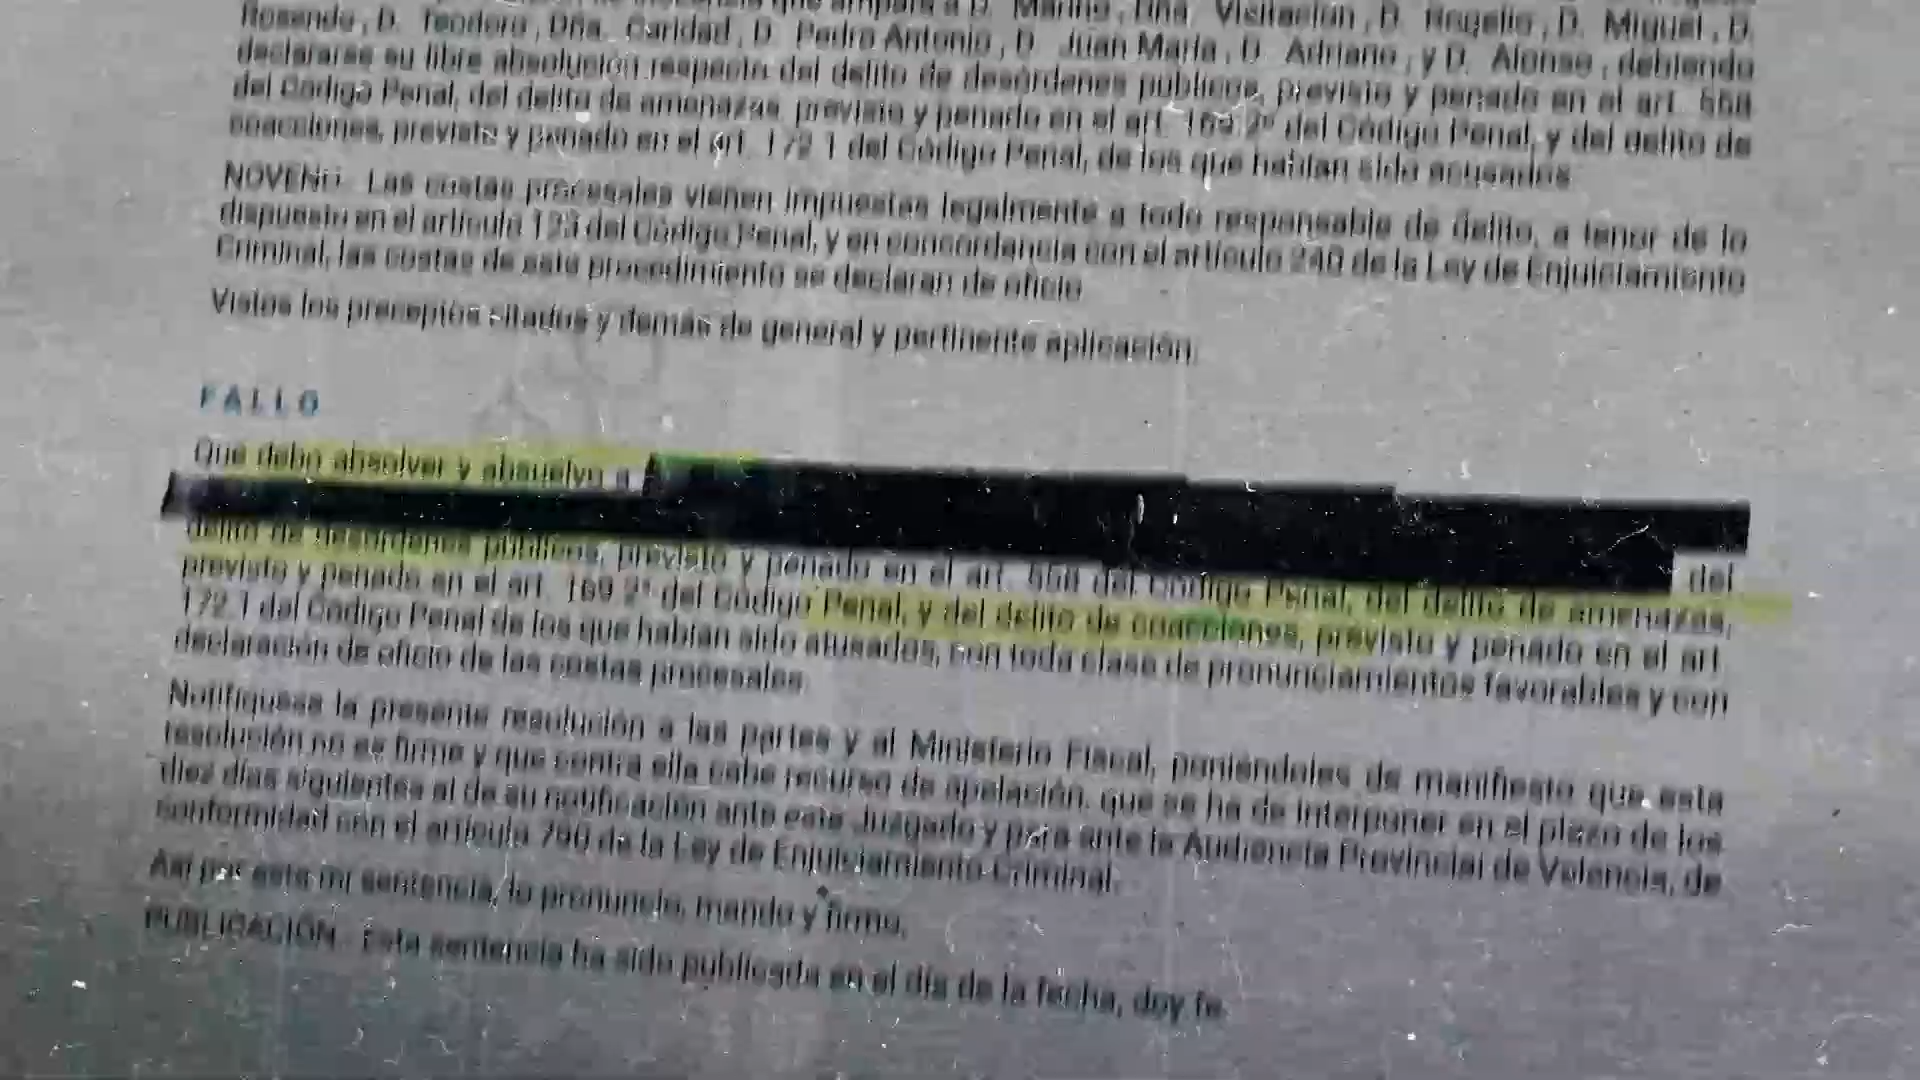 que ampara a D. Marino, Dña. Visitación, D. Rogelio, D. Miguel, D.
Rosendo, D. Teodoro, Dña. Caridad, D. Pedro Antonio, D. Juan María, D. Adriano, y D. Alonso, debiendo
declararse su libre absolución respecto del delito de desórdenes públicos, previsto y penado en el art. 558
del Código Penal, del delito de amenazas, previsto y penado en el art. 169.2º del Código Penal, y del delito de
coacciones, previsto y penado en el art. 172.1 del Código Penal, de los que habían sido acusados.
NOVENO.- Las costas procesales vienen impuestas legalmente a todo responsable de delito, a tenor de lo
dispuesto en el artículo 123 del Código Penal, y en concordancia con el artículo 240 de la Ley de Enjuiciamiento
Criminal, las costas de este procedimiento se declaran de oficio.
Vistos los preceptos citados y demás de general y pertinente aplicación.
FALLO
Que debo absolver y absuelvo a
del
delito de desórdenes públicos, previsto y penado en el art. 558 del Código Penal, del delito de amenazas,
previsto y penado en el art. 169.2º del Código Penal, y del delito de coacciones, previsto y penado en el art.
172.1 del Código Penal de los que habían sido acusados, con toda clase de pronunciamientos favorables y con
declaración de oficio de las costas procesales.
Notifíquese la presente resolución a las partes y al Ministerio Fiscal, poniéndoles de manifiesto que esta
resolución no es firme y que contra ella cabe recurso de apelación, que se ha de interponer en el plazo de los
diez días siguientes al de su notificación ante este Juzgado y para ante la Audiencia Provincial de Valencia, de
conformidad con el artículo 790 de la Ley de Enjuiciamiento Criminal.
Así por esta mi sentencia, lo pronuncio, mando y firmo.
PUBLICACIÓN.- Esta sentencia ha sido publicada en el día de la fecha, doy fe.